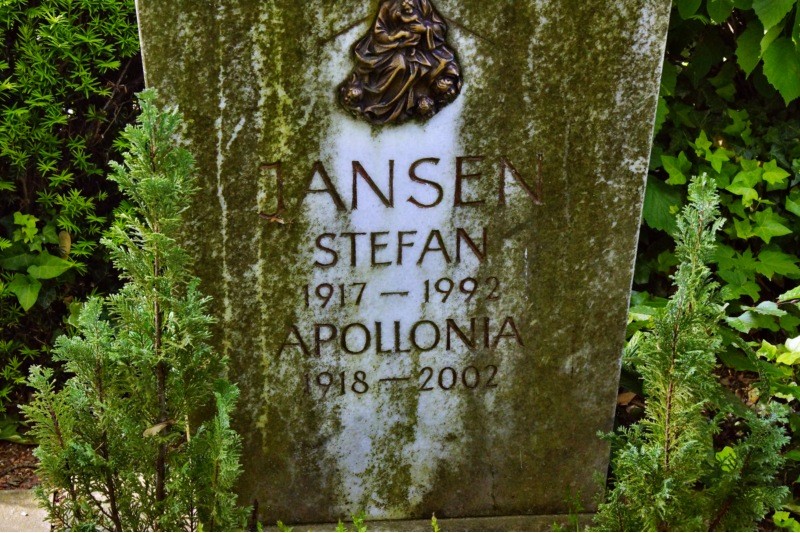 JANSEN
STEFAN
1917 – 1992
APOLLONIA
1918 – 2002